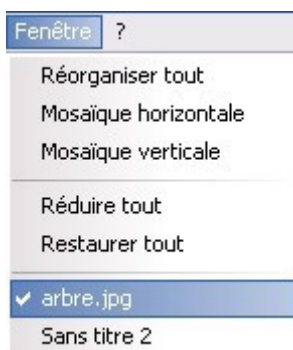 Fenêtre ?
Réorganiser tout
Mosaïque horizontale
Mosaïque verticale
Réduire tout
Restaurer tout
arbre.jpg
Sans titre 2